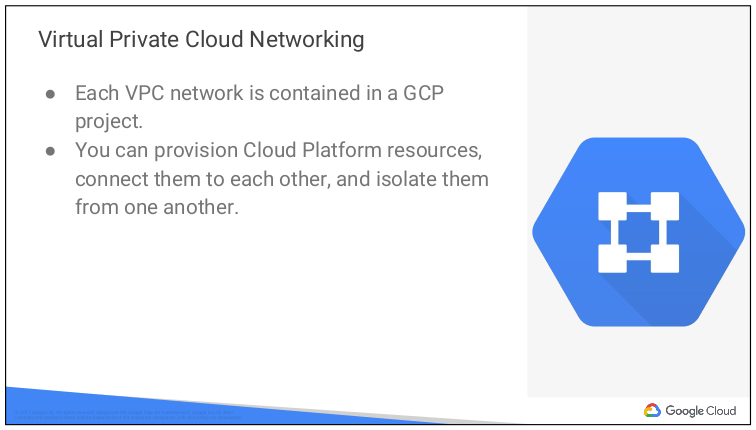 Virtual Private Cloud Networking
● Each VPC network is contained in a GCP
project.
● You can provision Cloud Platform resources,
connect them to each other, and isolate them
from one another.
Google Cloud